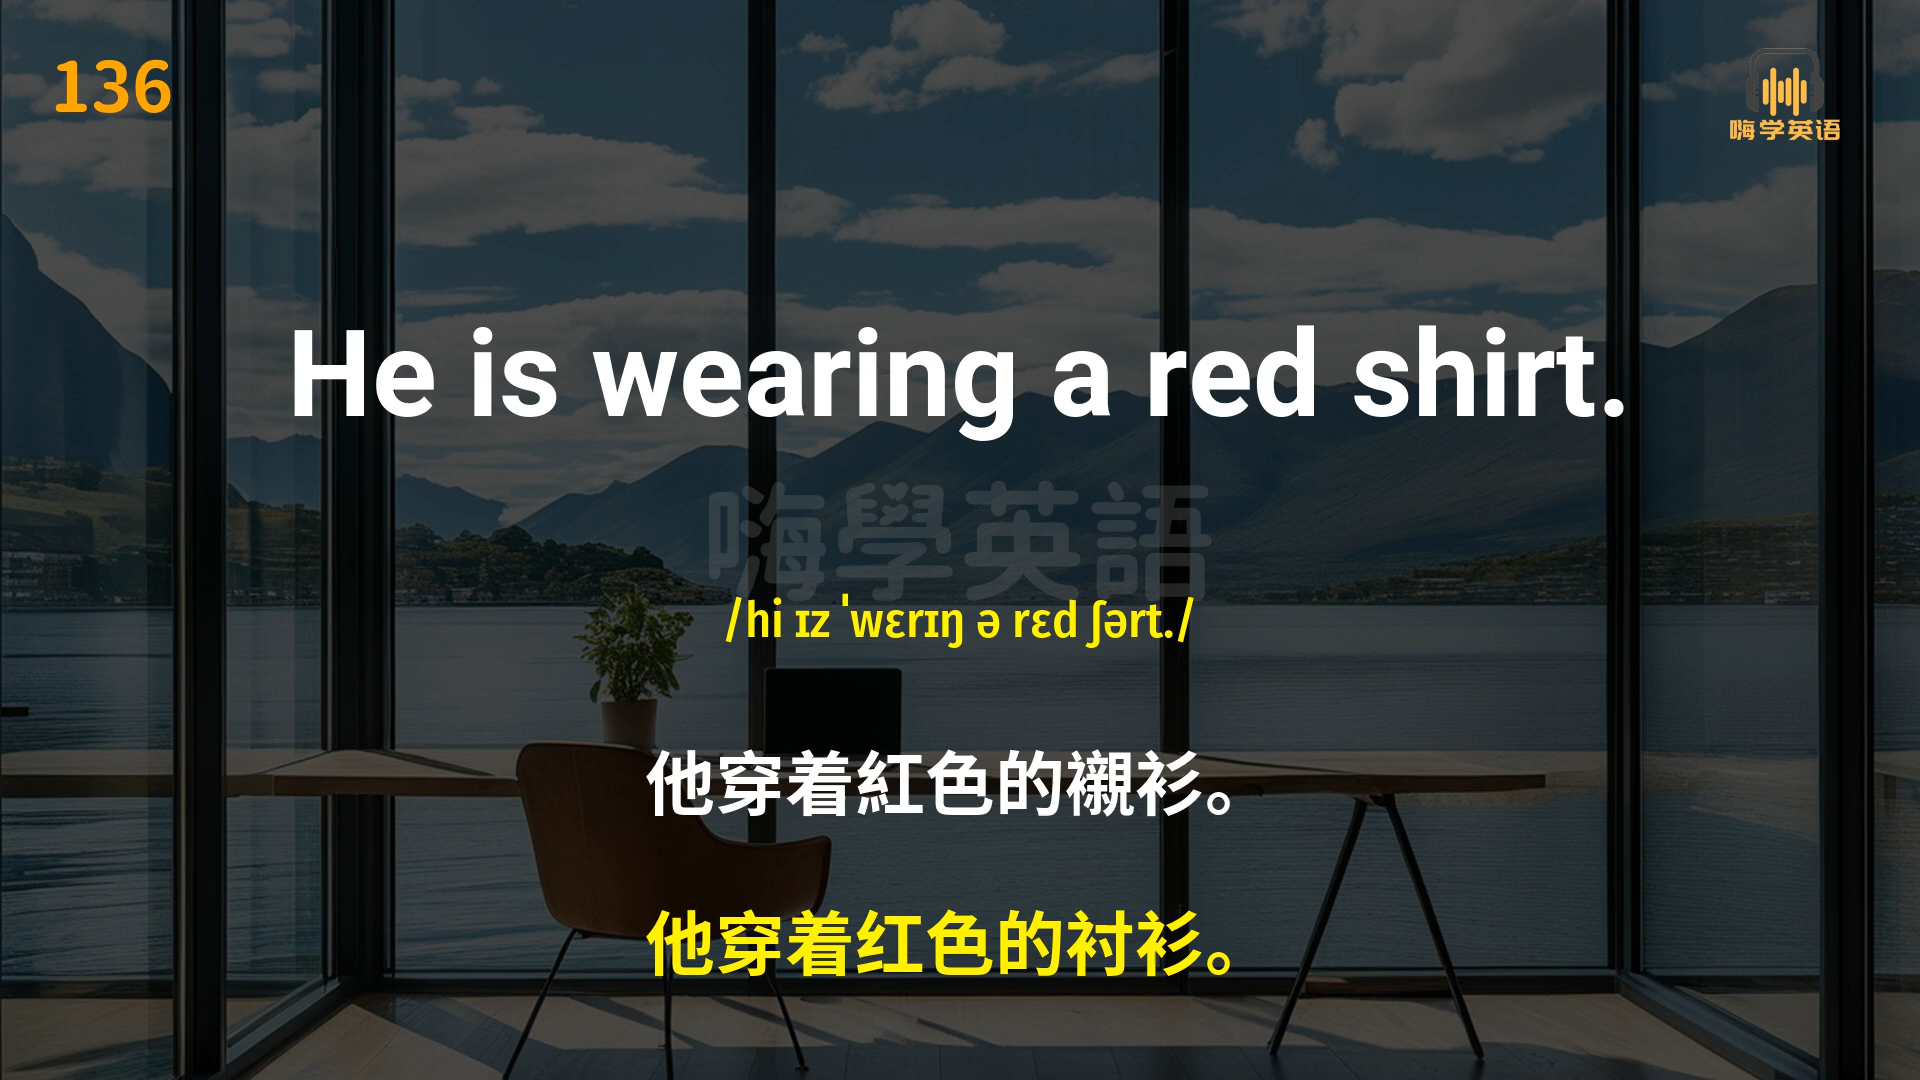 136
嗨学英语
He is wearing a red shirt.
嗨學英語
/hi ɪz ˈwɛrɪŋ ə rɛd ʃərt./
他穿着紅色的襯衫。
他穿着红色的衬衫。